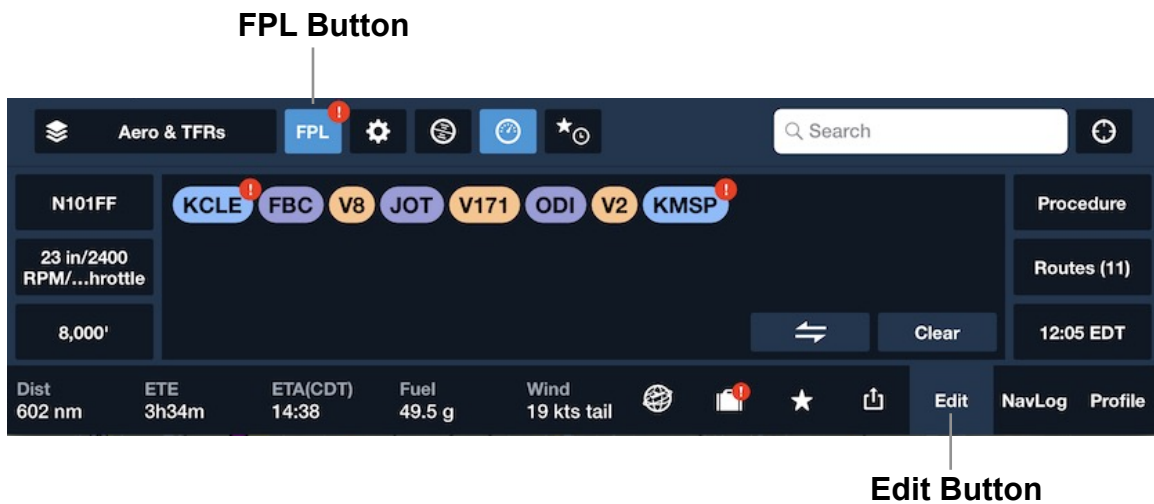 FPL Button
Aero & TFRs FPL ! Search
N101FF KCLE ! FBC V8 JOT V171 ODI V2 KMSP ! Procedure
23 in/2400
RPM/...hrottle Routes (11)
8,000' Clear 12:05 EDT
Dist ETE ETA(CDT) Fuel Wind
602 nm 3h34m 14:38 49.5 g 19 kts tail ! Edit NavLog Profile
Edit Button